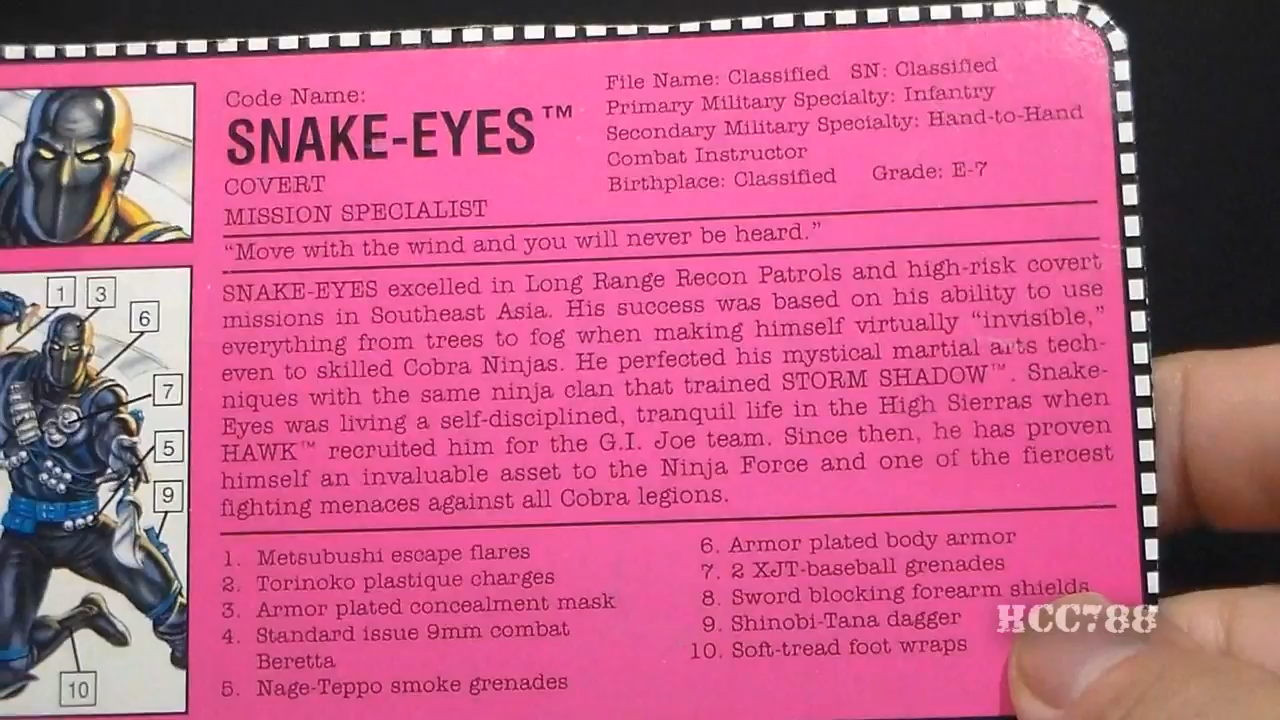 Code Name:
SNAKE-EYES™
COVERT
MISSION SPECIALIST
File Name: Classified SN: Classified
Primary Military Specialty: Infantry
Secondary Military Specialty: Hand-to-Hand
Combat Instructor
Birthplace: Classified Grade: E-7
"Move with the wind and you will never be heard."
SNAKE-EYES excelled in Long Range Recon Patrols and high-risk covert
missions in Southeast Asia. His success was based on his ability to use
everything from trees to fog when making himself virtually "invisible,"
even to skilled Cobra Ninjas. He perfected his mystical martial arts tech-
niques with the same ninja clan that trained STORM SHADOW™. Snake-
Eyes was living a self-disciplined, tranquil life in the High Sierras when
HAWK™ recruited him for the G.I. Joe team. Since then, he has proven
himself an invaluable asset to the Ninja Force and one of the fiercest
fighting menaces against all Cobra legions.
1
3
6
7
5
9
10
1. Metsubushi escape flares
2. Torinoko plastique charges
3. Armor plated concealment mask
4. Standard issue 9mm combat
Beretta
5. Nage-Teppo smoke grenades
6. Armor plated body armor
7. 2 XJT-baseball grenades
8. Sword blocking forearm shields
9. Shinobi-Tana dagger
10. Soft-tread foot wraps
HCC788